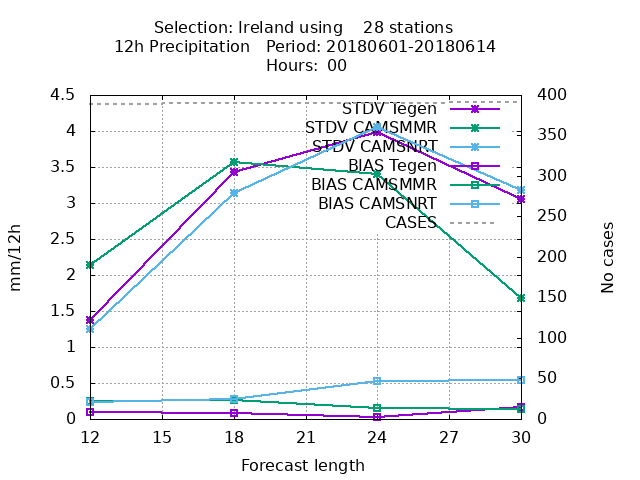 Selection: Ireland using    28 stations
12h Precipitation   Period: 20180601-20180614
Hours: 00
4.5
4
3.5
3
2.5
2
1.5
1
0.5
0
400
350
300
250
200
150
100
50
0
STDV Tegen
STDV CAMSMMR
STDV CAMSNRT
BIAS Tegen
BIAS CAMSMMR
BIAS CAMSNRT
CASES
mm/12h
No cases
12 15 18 21 24 27 30
Forecast length